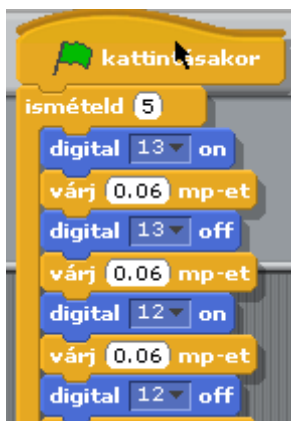 kattintásakor
ismételd 5
digital 13 on
várj 0.06 mp-et
digital 13 off
várj 0.06 mp-et
digital 12 on
várj 0.06 mp-et
digital 12 off